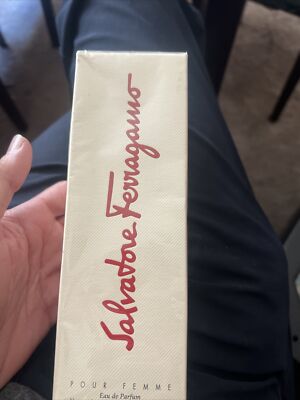 Salvatore Ferragamo
POUR FEMME
Eau de Parfum